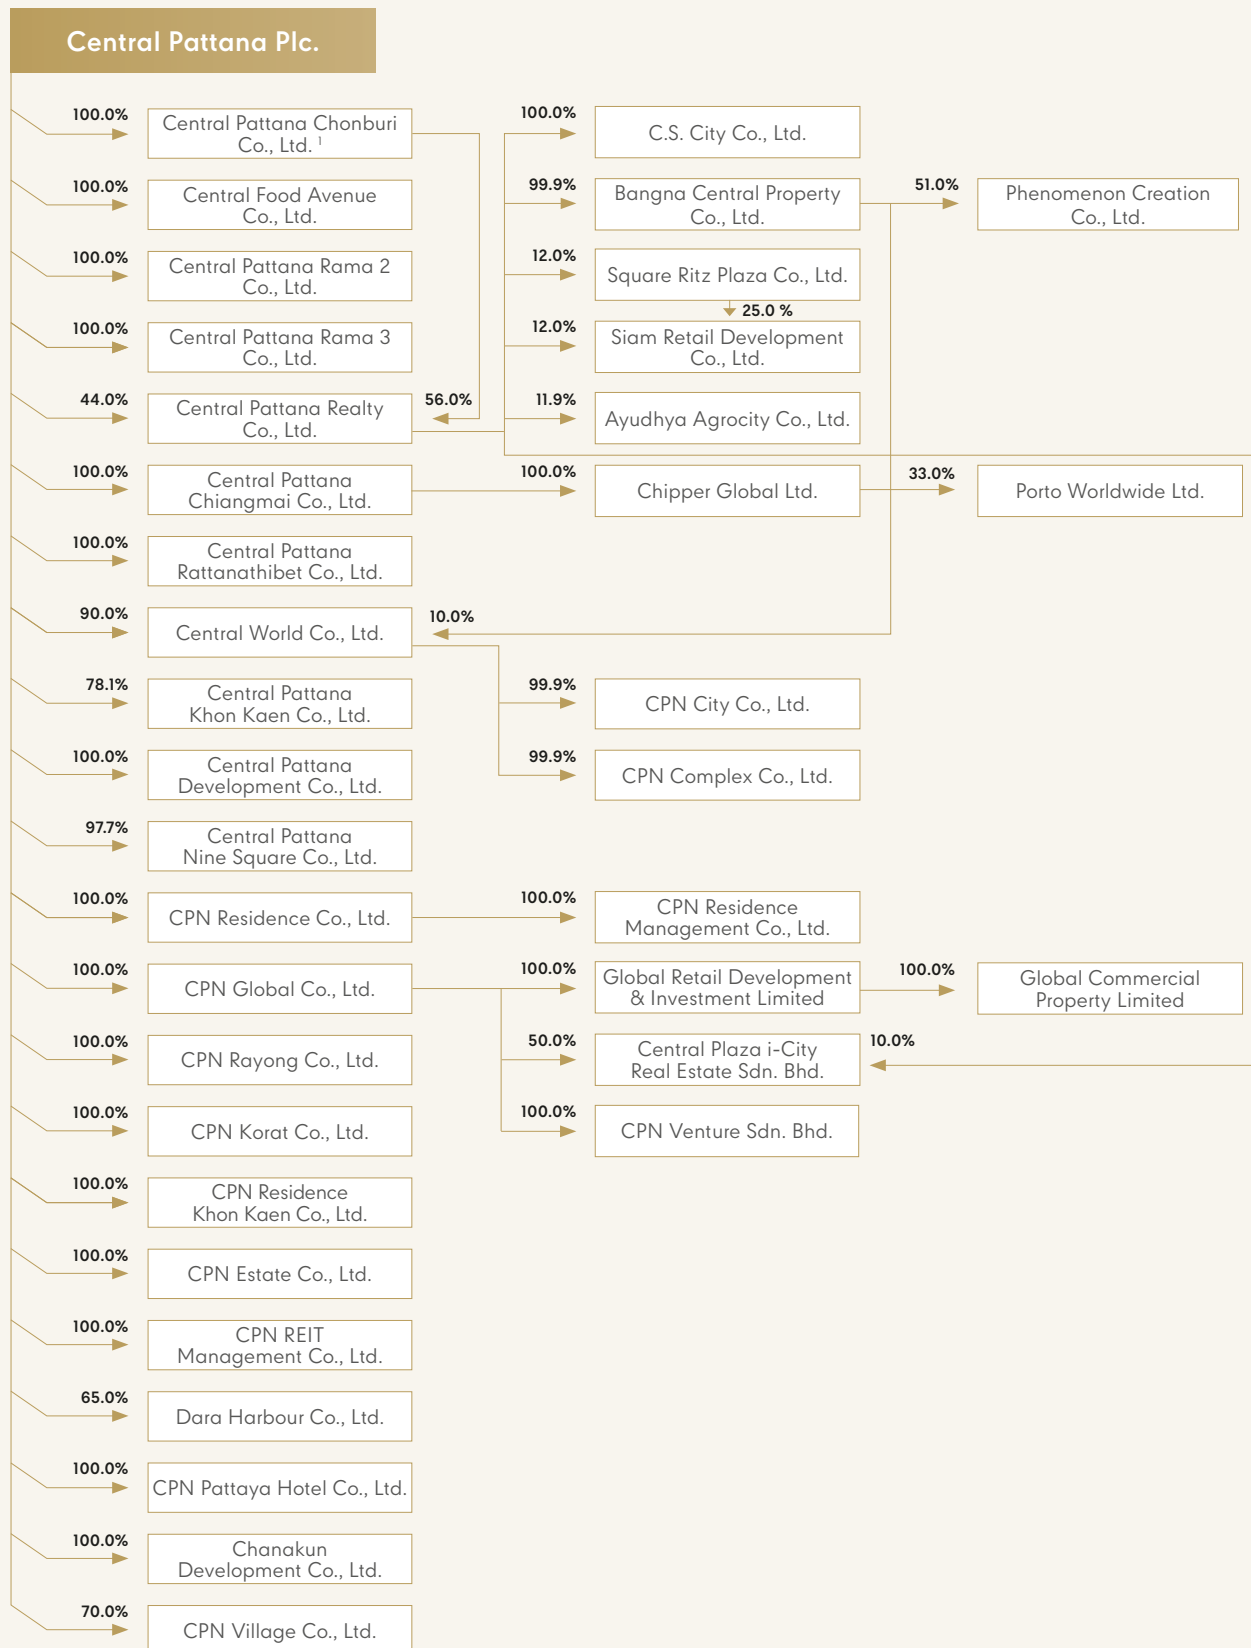 Central Pattana Plc.
100.0%
Central Pattana Chonburi
Co., Ltd. 1
56.0%
100.0%
Central Food Avenue
Co., Ltd.
100.0%
Central Pattana Rama 2
Co., Ltd.
100.0%
Central Pattana Rama 3
Co., Ltd.
44.0%
Central Pattana Realty
Co., Ltd.
100.0%
C.S. City Co., Ltd.
99.9%
Bangna Central Property
Co., Ltd.
51.0%
Phenomenon Creation
Co., Ltd.
12.0%
Square Ritz Plaza Co., Ltd.
25.0 %
12.0%
Siam Retail Development
Co., Ltd.
11.9%
Ayudhya Agrocity Co., Ltd.
100.0%
Central Pattana
Chiangmai Co., Ltd.
100.0%
Chipper Global Ltd.
33.0%
Porto Worldwide Ltd.
100.0%
Central Pattana
Rattanathibet Co., Ltd.
90.0%
Central World Co., Ltd.
10.0%
78.1%
Central Pattana
Khon Kaen Co., Ltd.
99.9%
CPN City Co., Ltd.
100.0%
Central Pattana
Development Co., Ltd.
99.9%
CPN Complex Co., Ltd.
97.7%
Central Pattana
Nine Square Co., Ltd.
100.0%
CPN Residence Co., Ltd.
100.0%
CPN Residence
Management Co., Ltd.
100.0%
CPN Global Co., Ltd.
100.0%
Global Retail Development
& Investment Limited
100.0%
Global Commercial
Property Limited
100.0%
CPN Rayong Co., Ltd.
50.0%
Central Plaza i-City
Real Estate Sdn. Bhd.
10.0%
100.0%
CPN Korat Co., Ltd.
100.0%
CPN Venture Sdn. Bhd.
100.0%
CPN Residence
Khon Kaen Co., Ltd.
100.0%
CPN Estate Co., Ltd.
100.0%
CPN REIT
Management Co., Ltd.
65.0%
Dara Harbour Co., Ltd.
100.0%
CPN Pattaya Hotel Co., Ltd.
100.0%
Chanakun
Development Co., Ltd.
70.0%
CPN Village Co., Ltd.